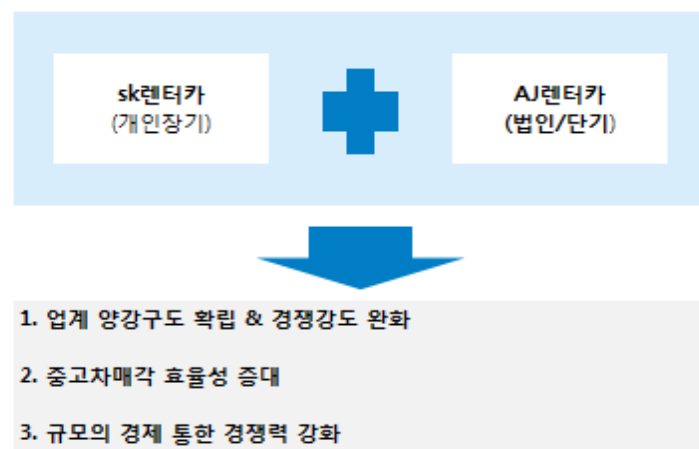 sk렌터카
(개인장기)
AJ렌터카
(법인/단기)
1. 업계 양강구도 확립 & 경쟁강도 완화
2. 중고차매각 효율성 증대
3. 규모의 경제 통한 경쟁력 강화